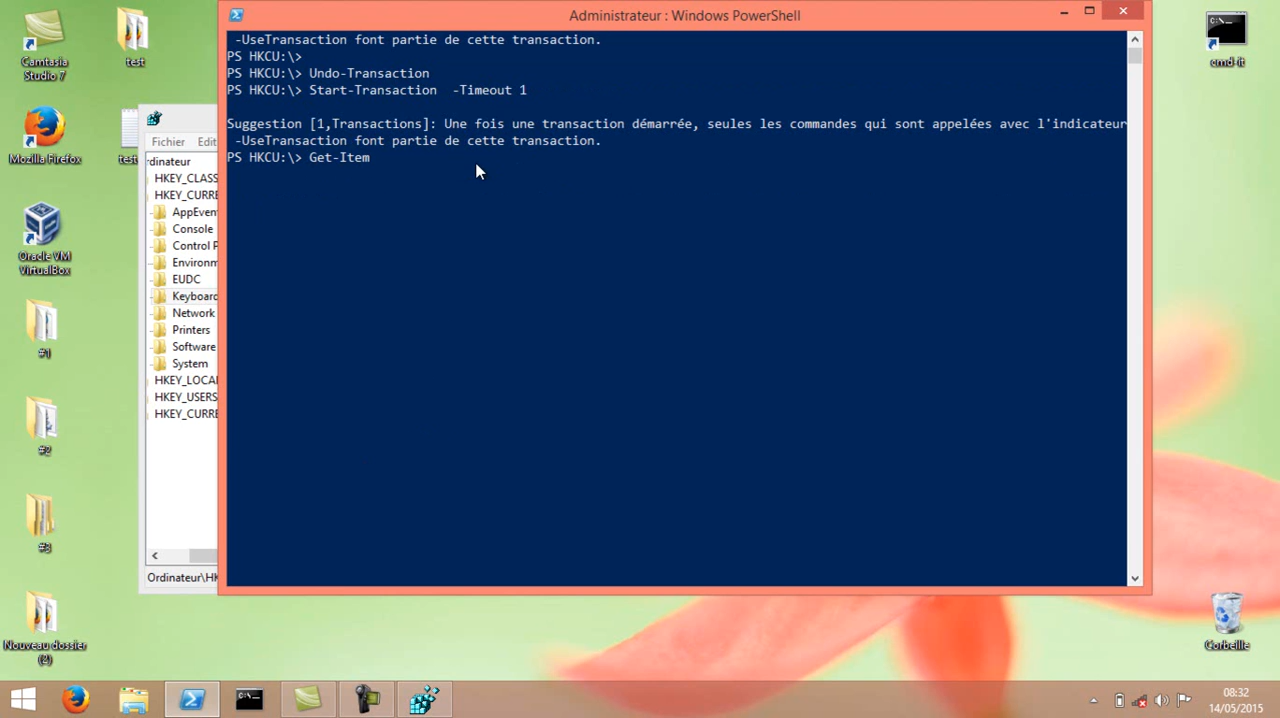 Administrateur : Windows PowerShell
-UseTransaction font partie de cette transaction.
PS HKCU:\>
PS HKCU:\> Undo-Transaction
PS HKCU:\> Start-Transaction  -Timeout 1
Suggestion [1,Transactions]: Une fois une transaction démarrée, seules les commandes qui sont appelées avec l'indicateur
-UseTransaction font partie de cette transaction.
PS HKCU:\> Get-Item
Camtasia
Studio 7
test
Mozilla Firefox
test
Oracle VM
VirtualBox
#1
#2
#3
Nouveau dossier
(2)
Fichier
Edit
rdinateur
HKEY_CLASS
HKEY_CURRE
AppEven
Console
Control P
Environm
EUDC
Keyboard
Network
Printers
Software
System
HKEY_LOCAL
HKEY_USERS
HKEY_CURRE
Ordinateur\HK
cmd-it
Corbeille
08:32
14/05/2015